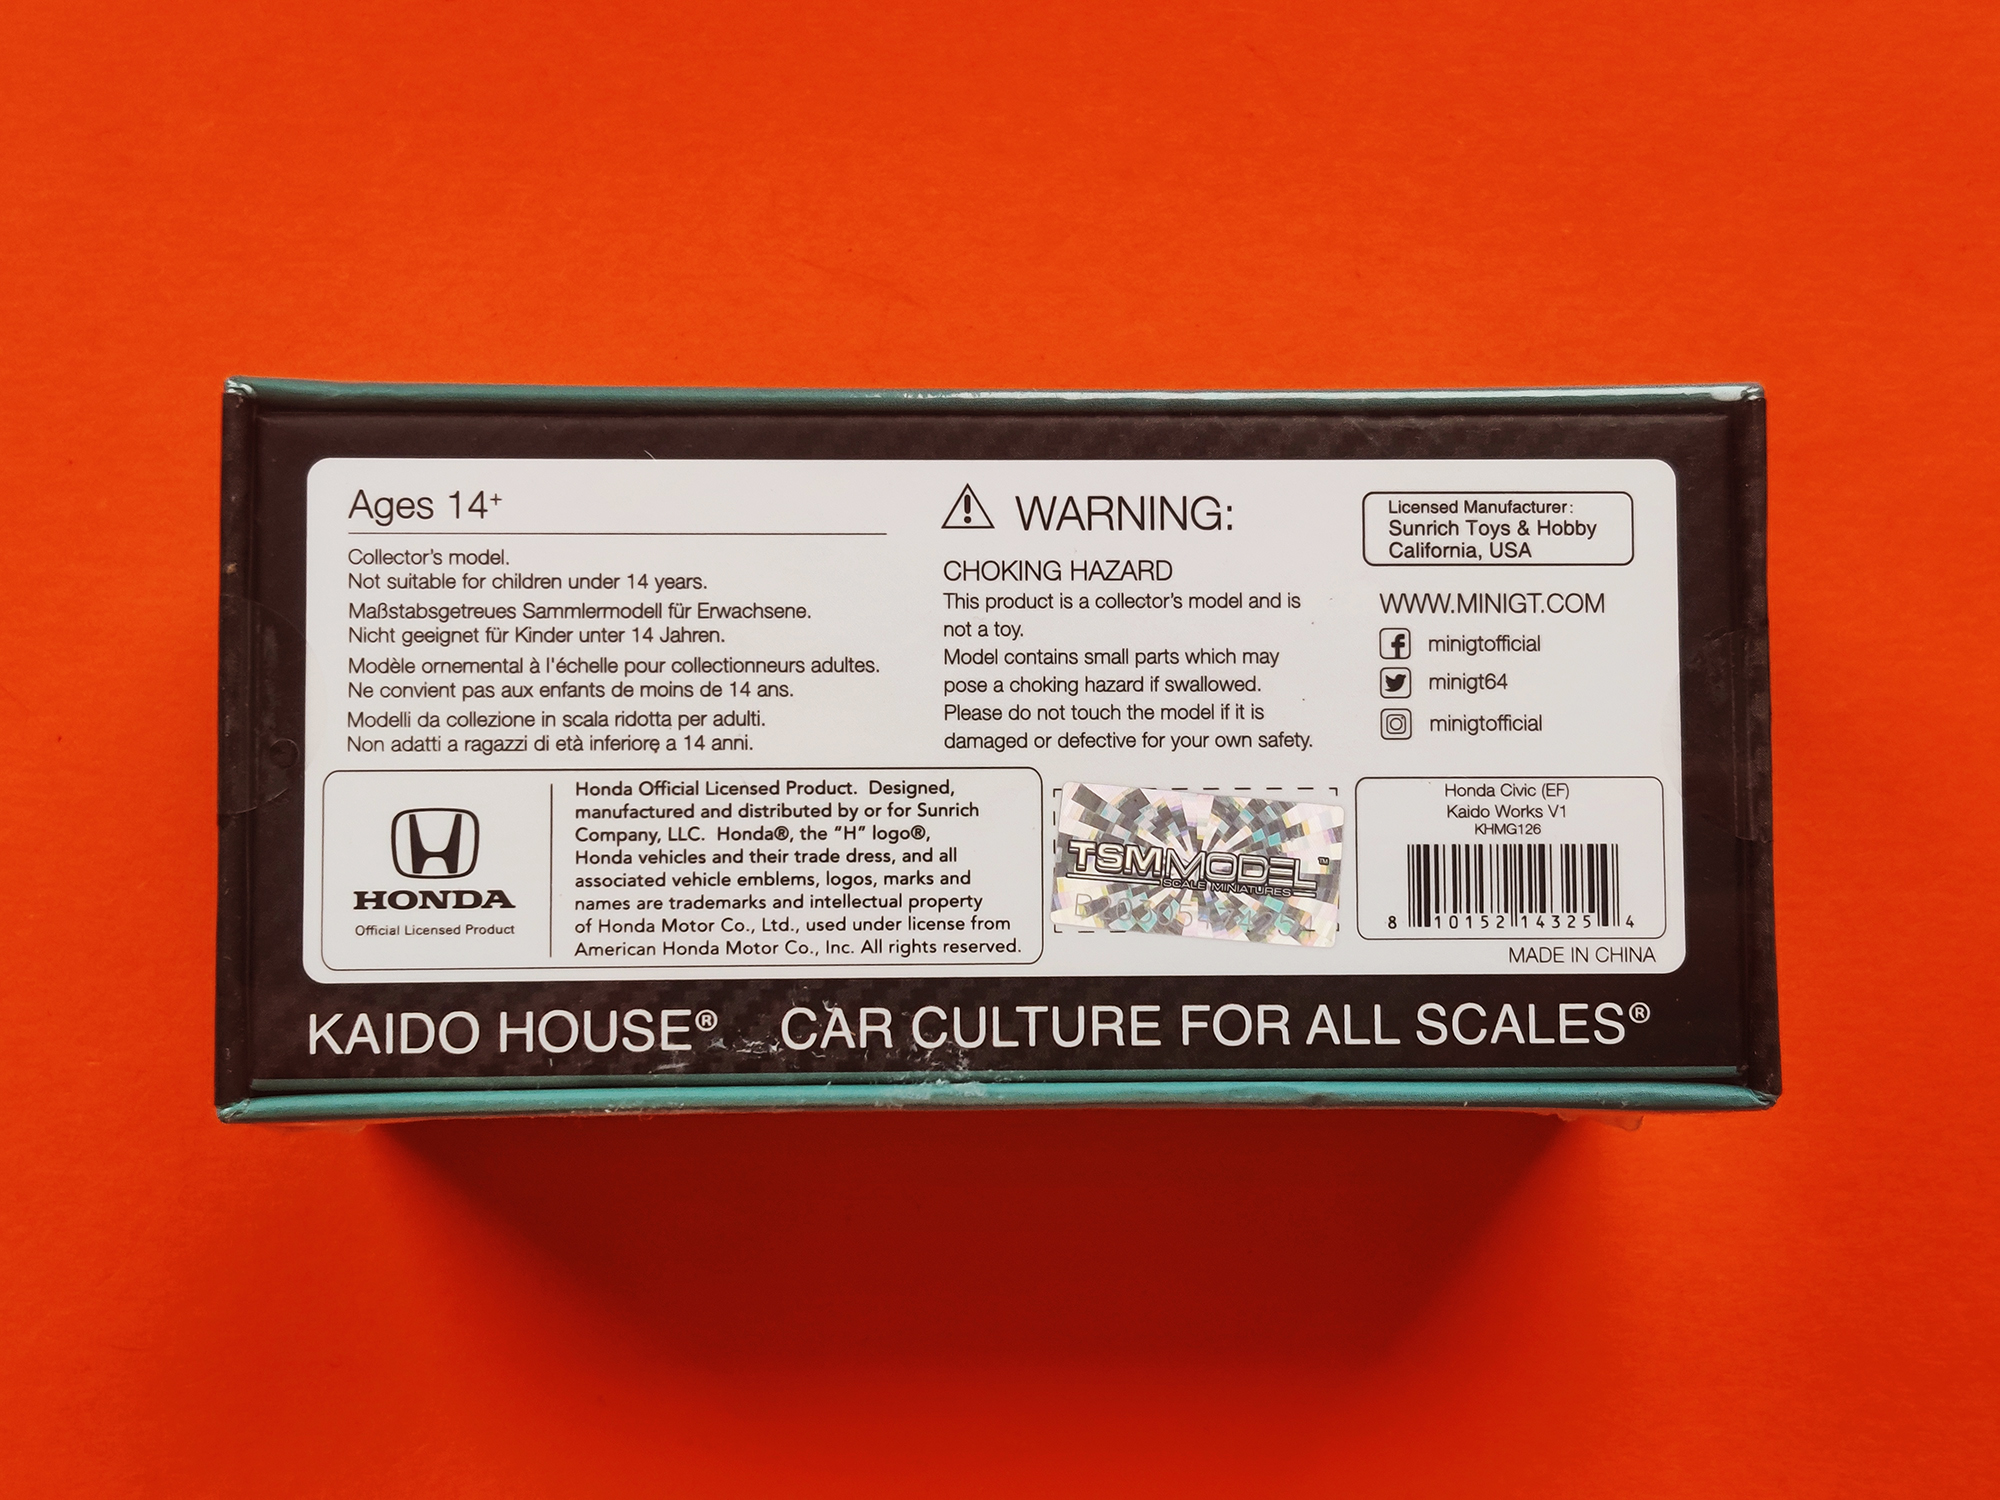 Ages 14+
Collector's model.
Not suitable for children under 14 years.
Maßstabsgetreues Sammlermodell für Erwachsene.
Nicht geeignet für Kinder unter 14 Jahren.
Modèle ornemental à l'échelle pour collectionneurs adultes.
Ne convient pas aux enfants de moins de 14 ans.
Modelli da collezione in scala ridotta per adulti.
Non adatti a ragazzi di età inferiore a 14 anni.
WARNING:
CHOKING HAZARD
This product is a collector's model and is
not a toy.
Model contains small parts which may
pose a choking hazard if swallowed.
Please do not touch the model if it is
damaged or defective for your own safety.
Licensed Manufacturer:
Sunrich Toys & Hobby
California, USA
WWW.MINIGT.COM
minigtofficial
minigt64
minigtofficial
HONDA
Official Licensed Product
Honda Official Licensed Product. Designed,
manufactured and distributed by or for Sunrich
Company, LLC. Honda®, the “H” logo®,
Honda vehicles and their trade dress, and all
associated vehicle emblems, logos, marks and
names are trademarks and intellectual property
of Honda Motor Co., Ltd., used under license from
American Honda Motor Co., Inc. All rights reserved.
TSMMODEL™
SCALE MINIATURES
Honda Civic (EF)
Kaido Works V1
KHMG126
8 10152 14325 4
MADE IN CHINA
KAIDO HOUSE® CAR CULTURE FOR ALL SCALES®